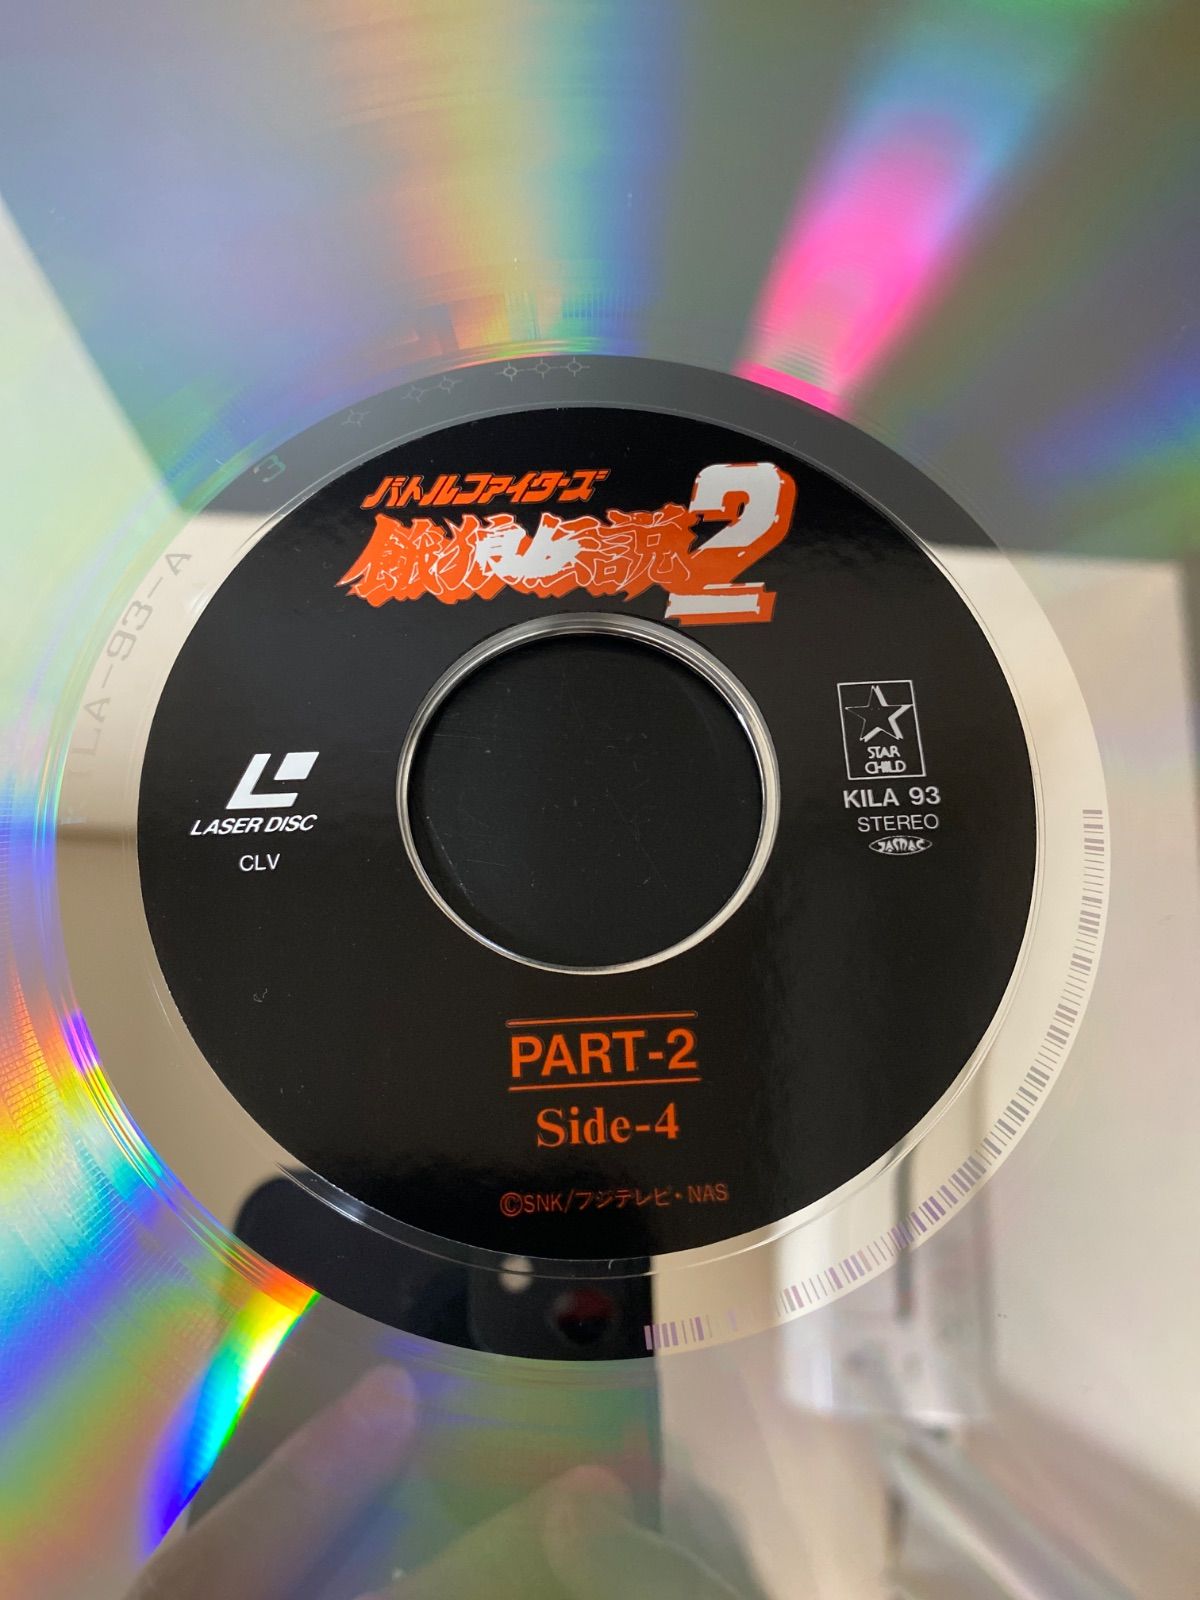 バトルファイターズ
餓狼伝説2
LA-93-A
3
STAR
CHILD
KILA 93
STEREO
LASER DISC
CLV
PART-2
Side-4
©SNK/フジテレビ・NAS